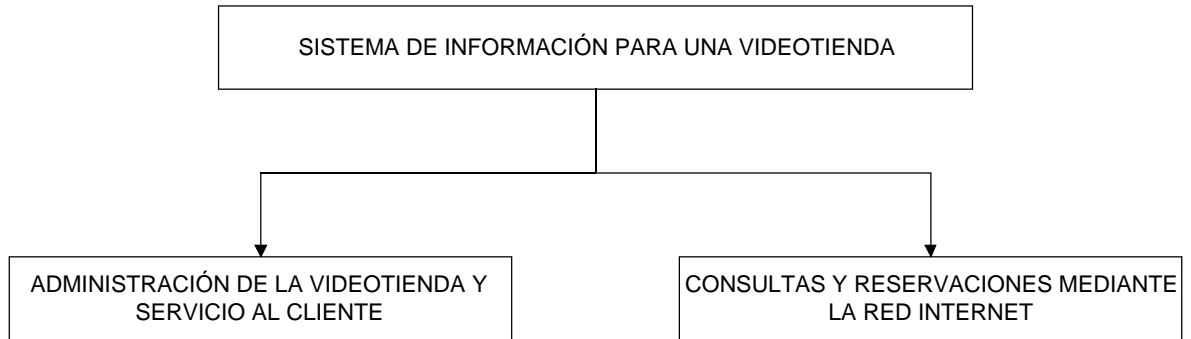 SISTEMA DE INFORMACIÓN PARA UNA VIDEOTIENDA
ADMINISTRACIÓN DE LA VIDEOTIENDA Y
SERVICIO AL CLIENTE
CONSULTAS Y RESERVACIONES MEDIANTE
LA RED INTERNET